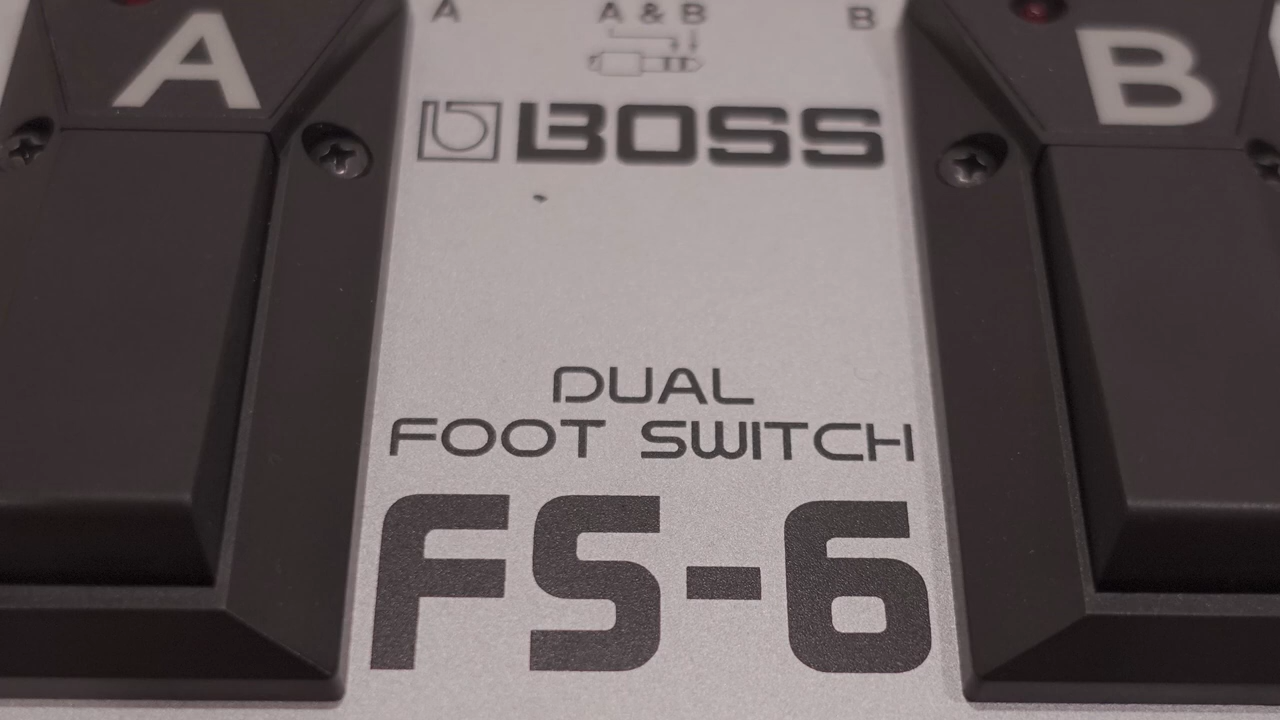 A A & B B
A B
BOSS
DUAL
FOOT SWITCH
FS-6